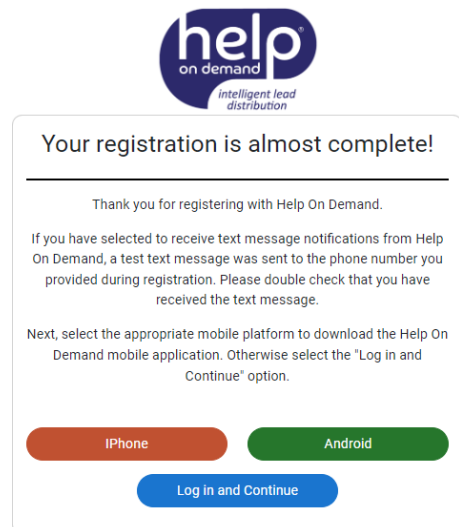 help®
on demand
intelligent lead
distribution
Your registration is almost complete!
Thank you for registering with Help On Demand.
If you have selected to receive text message notifications from Help
On Demand, a test text message was sent to the phone number you
provided during registration. Please double check that you have
received the text message.
Next, select the appropriate mobile platform to download the Help On
Demand mobile application. Otherwise select the "Log in and
Continue" option.
IPhone
Android
Log in and Continue